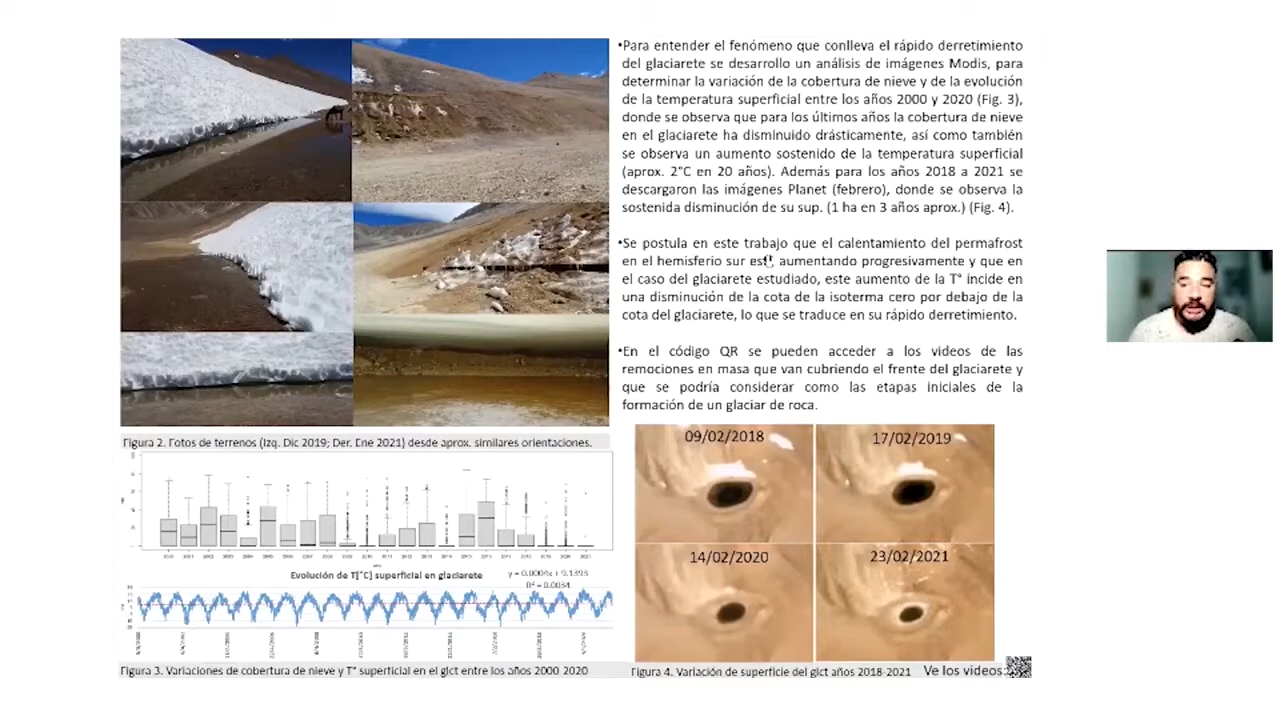 •Para entender el fenómeno que conlleva el rápido derretimiento
del glaciarete se desarrollo un análisis de imágenes Modis, para
determinar la variación de la cobertura de nieve y de la evolución
de la temperatura superficial entre los años 2000 y 2020 (Fig. 3),
donde se observa que para los últimos años la cobertura de nieve
en el glaciarete ha disminuido drásticamente, así como también
se observa un aumento sostenido de la temperatura superficial
(aprox. 2°C en 20 años). Además para los años 2018 a 2021 se
descargaron las imágenes Planet (febrero), donde se observa la
sostenida disminución de su sup. (1 ha en 3 años aprox.) (Fig. 4).
•Se postula en este trabajo que el calentamiento del permafrost
en el hemisferio sur está aumentando progresivamente y que en
el caso del glaciarete estudiado, este aumento de la T° incide en
una disminución de la cota de la isoterma cero por debajo de la
cota del glaciarete, lo que se traduce en su rápido derretimiento.
•En el código QR se pueden acceder a los videos de las
remociones en masa que van cubriendo el frente del glaciarete y
que se podría considerar como las etapas iniciales de la
formación de un glaciar de roca.
Figura 2. Fotos de terrenos (Izq. Dic 2019; Der. Ene 2021) desde aprox. similares orientaciones.
Evolución de T[°C] superficial en glaciarete
Figura 3. Variaciones de cobertura de nieve y T° superficial en el glct entre los años 2000 2020
09/02/2018
17/02/2019
14/02/2020
23/02/2021
Figura 4. Variación de superficie del glct años 2018-2021
Ve los videos: